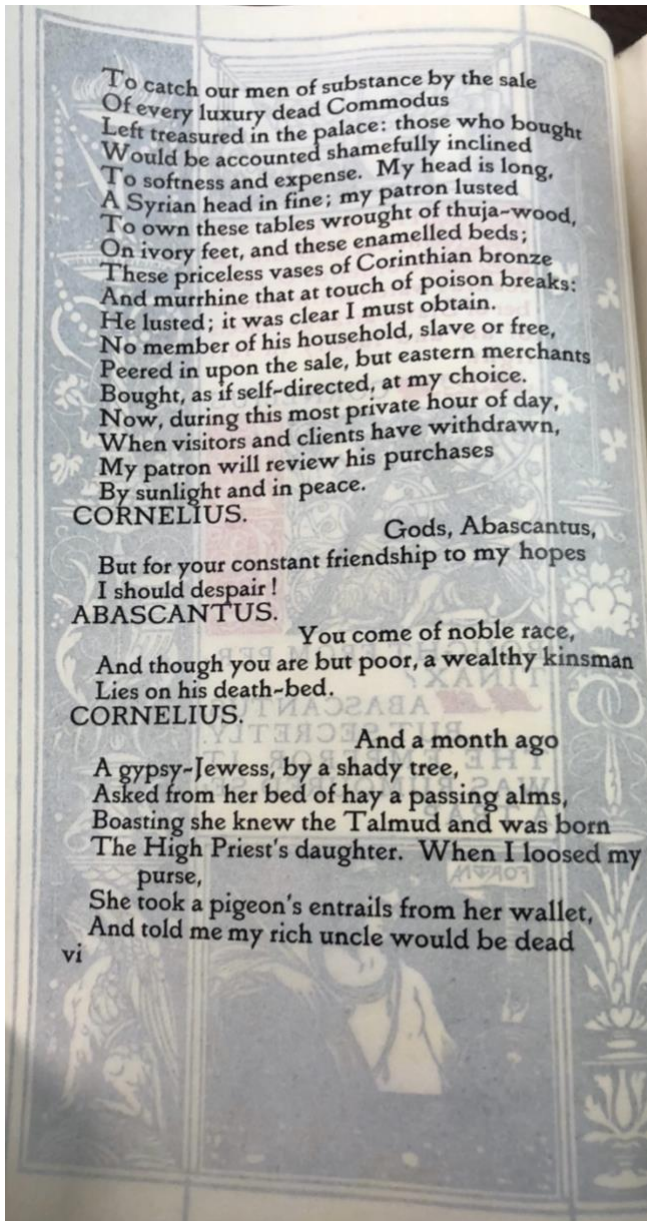 To catch our men of substance by the sale
Of every luxury dead Commodus
Left treasured in the palace: those who bought
Would be accounted shamefully inclined
To softness and expense. My head is long,
A Syrian head in fine; my patron lusted
To own these tables wrought of thuja-wood,
On ivory feet, and these enamelled beds;
These priceless vases of Corinthian bronze
And murrhine that at touch of poison breaks:
He lusted; it was clear I must obtain.
No member of his household, slave or free,
Peered in upon the sale, but eastern merchants
Bought, as if self-directed, at my choice.
Now, during this most private hour of day,
When visitors and clients have withdrawn,
My patron will review his purchases
By sunlight and in peace.
CORNELIUS.
Gods, Abascantus,
But for your constant friendship to my hopes
I should despair!
ABASCANTUS.
You come of noble race,
And though you are but poor, a wealthy kinsman
Lies on his death-bed.
CORNELIUS.
And a month ago
A gypsy-Jewess, by a shady tree,
Asked from her bed of hay a passing alms,
Boasting she knew the Talmud and was born
The High Priest's daughter. When I loosed my
purse,
She took a pigeon's entrails from her wallet,
And told me my rich uncle would be dead
vi